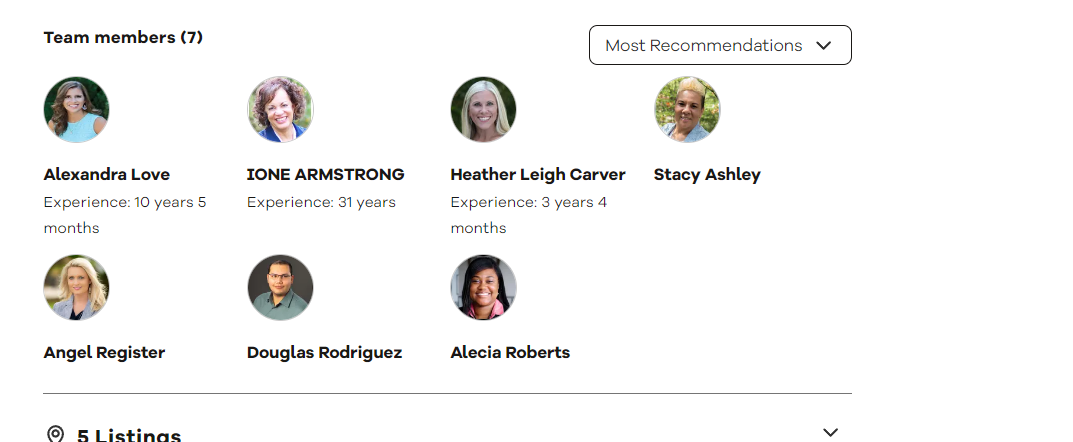 Team members (7)
Most Recommendations
Alexandra Love
Experience: 10 years 5
months
IONE ARMSTRONG
Experience: 31 years
Heather Leigh Carver
Experience: 3 years 4
months
Stacy Ashley
Angel Register
Douglas Rodriguez
Alecia Roberts
5 Listings